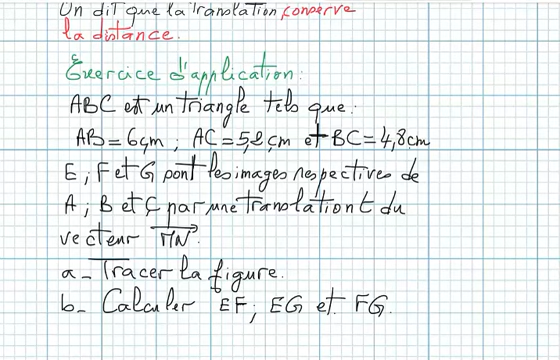 On dit que la translation conserve
la distance.
Exercice d'application:
ABC est un triangle tels que:
AB = 6cm ; AC = 5,2cm et BC = 4,8cm
E ; F et G sont les images respectives de
A ; B et C par une translation t du
vecteur MN.
a - Tracer la figure.
b - Calculer EF ; EG et FG.